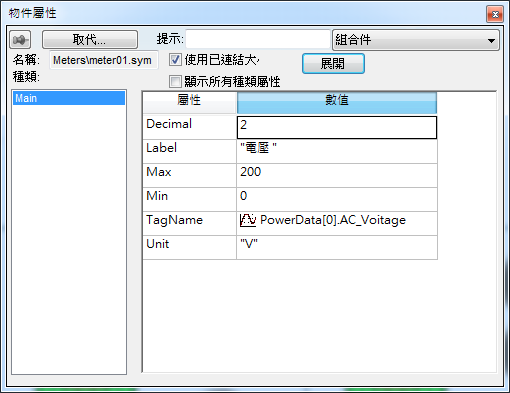 物件屬性
取代... 提示: 組合件
名稱: Meters\meter01.sym 使用已連結大, 展開
種類: 顯示所有種類屬性
Main
屬性 數值
Decimal 2
Label "電壓 "
Max 200
Min 0
TagName PowerData[0].AC_Voitage
Unit "V"